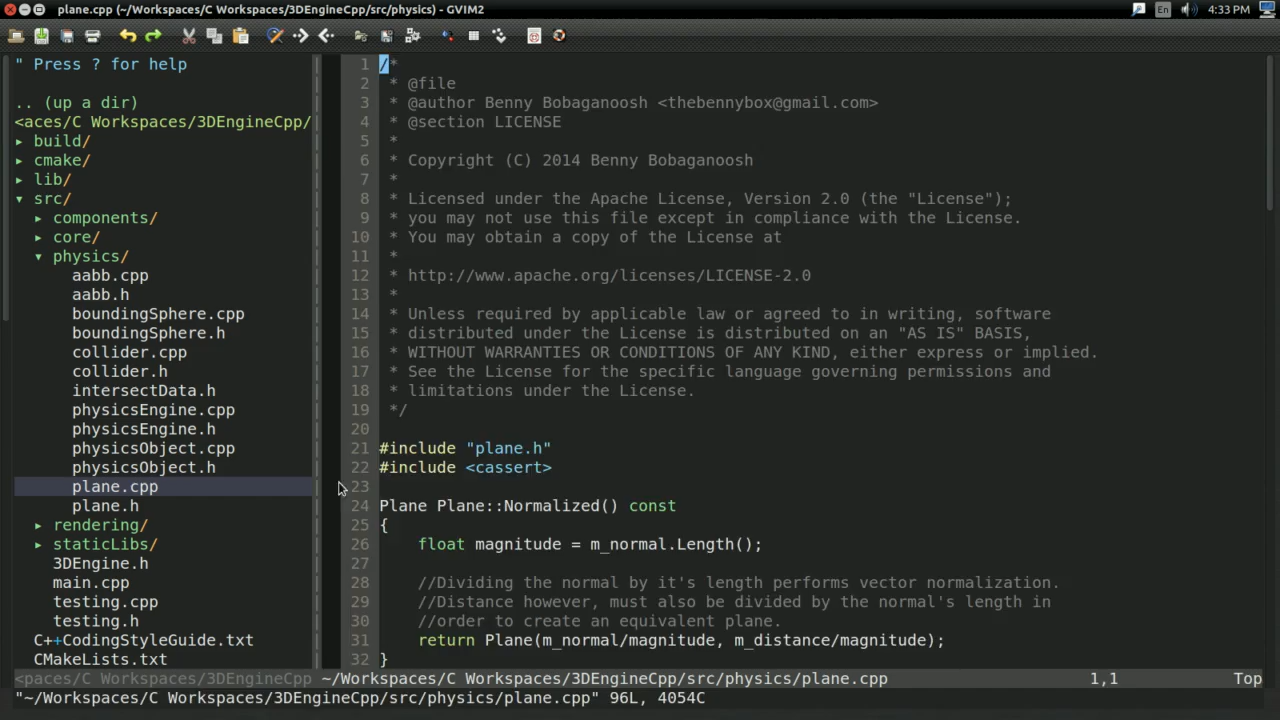 plane.cpp (~/Workspaces/C Workspaces/3DEngineCpp/src/physics) - GVIM2
En
4:33 PM
" Press ? for help
.. (up a dir)
<aces/C Workspaces/3DEngineCpp/
▸ build/
▸ cmake/
▸ lib/
▾ src/
▸ components/
▸ core/
▾ physics/
aabb.cpp
aabb.h
boundingSphere.cpp
boundingSphere.h
collider.cpp
collider.h
intersectData.h
physicsEngine.cpp
physicsEngine.h
physicsObject.cpp
physicsObject.h
plane.cpp
plane.h
▸ rendering/
▸ staticLibs/
3DEngine.h
main.cpp
testing.cpp
testing.h
C++CodingStyleGuide.txt
CMakeLists.txt
1 /*
2 * @file
3 * @author Benny Bobaganoosh <thebennybox@gmail.com>
4 * @section LICENSE
5 *
6 * Copyright (C) 2014 Benny Bobaganoosh
7 *
8 * Licensed under the Apache License, Version 2.0 (the "License");
9 * you may not use this file except in compliance with the License.
10 * You may obtain a copy of the License at
11 *
12 * http://www.apache.org/licenses/LICENSE-2.0
13 *
14 * Unless required by applicable law or agreed to in writing, software
15 * distributed under the License is distributed on an "AS IS" BASIS,
16 * WITHOUT WARRANTIES OR CONDITIONS OF ANY KIND, either express or implied.
17 * See the License for the specific language governing permissions and
18 * limitations under the License.
19 */
20
21 #include "plane.h"
22 #include <cassert>
23
24 Plane Plane::Normalized() const
25 {
26 float magnitude = m_normal.Length();
27
28 //Dividing the normal by it's length performs vector normalization.
29 //Distance however, must also be divided by the normal's length in
30 //order to create an equivalent plane.
31 return Plane(m_normal/magnitude, m_distance/magnitude);
32 }
<paces/C Workspaces/3DEngineCpp ~/Workspaces/C Workspaces/3DEngineCpp/src/physics/plane.cpp 1,1 Top
"~/Workspaces/C Workspaces/3DEngineCpp/src/physics/plane.cpp" 96L, 4054C